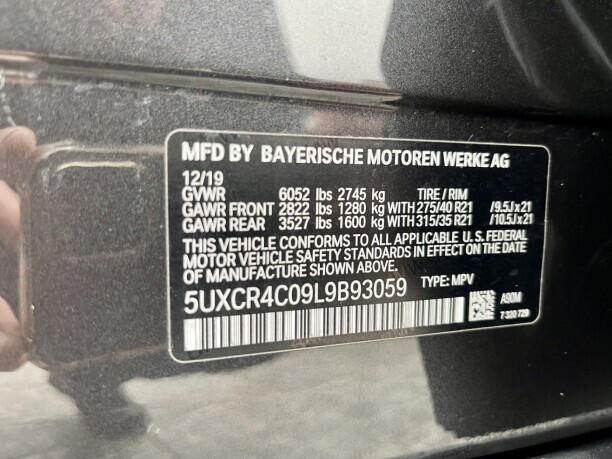 MFD BY BAYERISCHE MOTOREN WERKE AG
12/19
GVWR 6052 lbs 2745 kg TIRE / RIM
GAWR FRONT 2822 lbs 1280 kg WITH 275/40 R21 /9.5J x 21
GAWR REAR 3527 lbs 1600 kg WITH 315/35 R21 /10.5J x 21
THIS VEHICLE CONFORMS TO ALL APPLICABLE U.S. FEDERAL
MOTOR VEHICLE SAFETY STANDARDS IN EFFECT ON THE DATE
OF MANUFACTURE SHOWN ABOVE.
5UXCR4C09L9B93059 TYPE: MPV
A90M
7 320 729